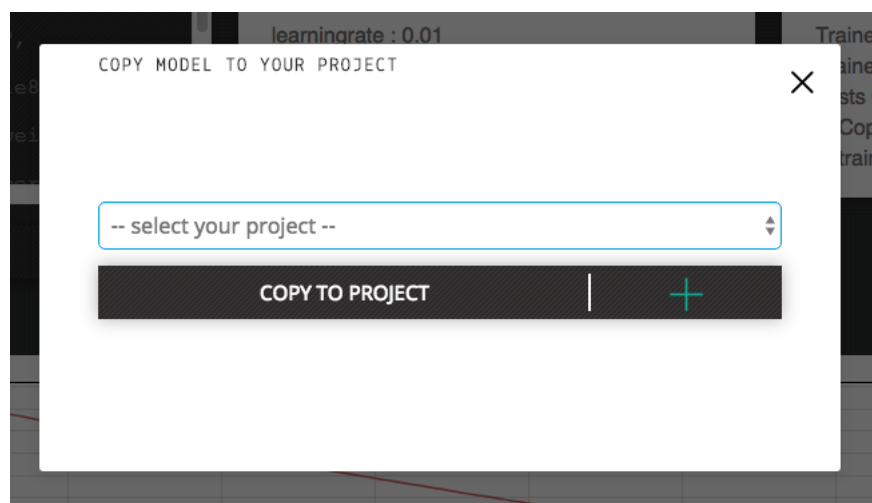 learningrate : 0.01
COPY MODEL TO YOUR PROJECT
-- select your project --
COPY TO PROJECT